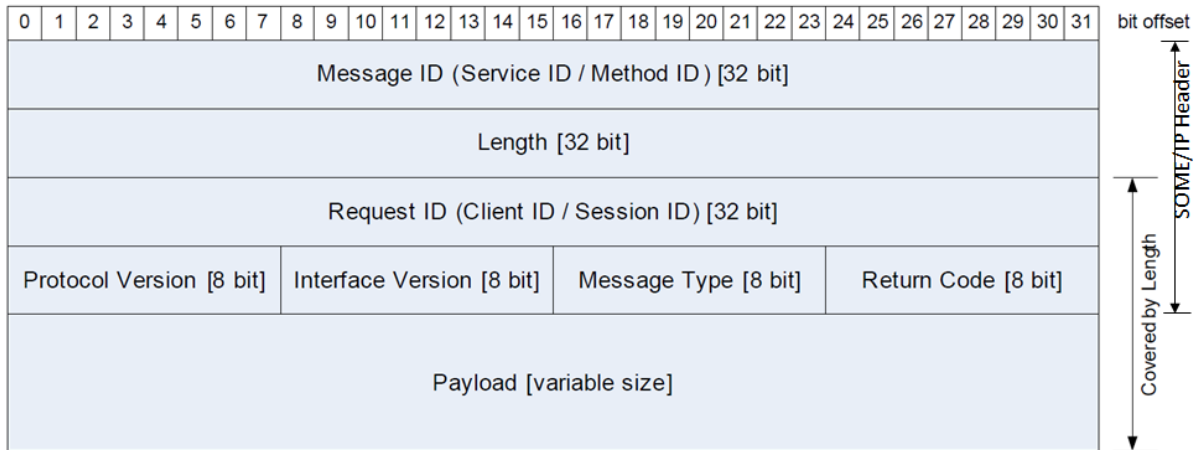 0 1 2 3 4 5 6 7 8 9 10 11 12 13 14 15 16 17 18 19 20 21 22 23 24 25 26 27 28 29 30 31 bit offset
Message ID (Service ID / Method ID) [32 bit]
Length [32 bit]
Request ID (Client ID / Session ID) [32 bit]
Protocol Version [8 bit] Interface Version [8 bit] Message Type [8 bit] Return Code [8 bit]
Payload [variable size]
SOME/IP Header
Covered by Length